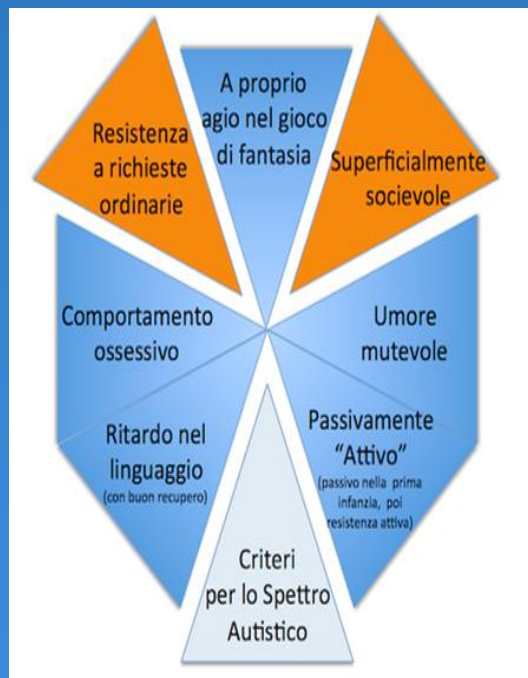 A proprio
agio nel gioco
di fantasia
Resistenza
a richieste
ordinarie
Superficialmente
socievole
Comportamento
ossessivo
Umore
mutevole
Ritardo nel
linguaggio
(con buon recupero)
Passivamente
“Attivo”
(passivo nella prima
infanzia, poi
resistenza attiva)
Criteri
per lo Spettro
Autistico